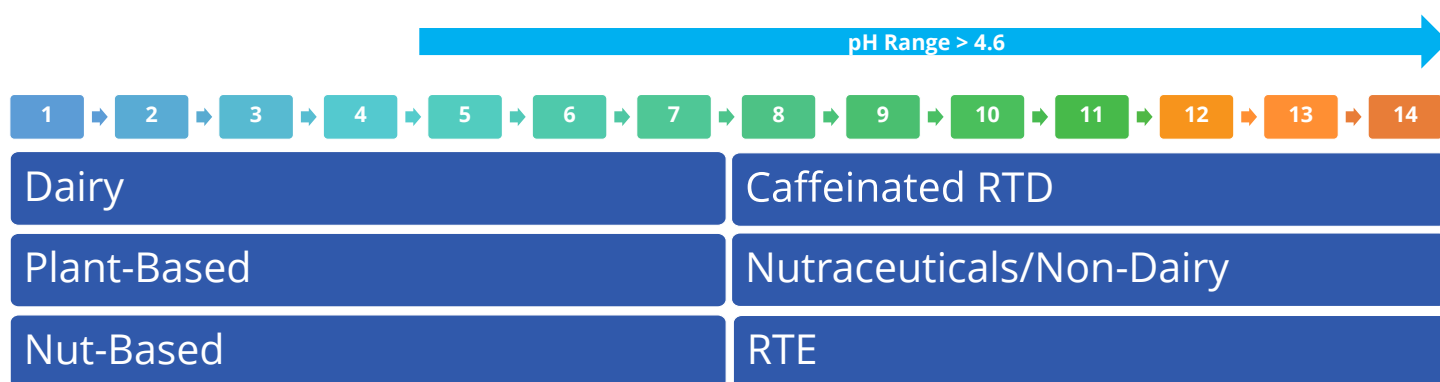 pH Range > 4.6
1 2 3 4 5 6 7 8 9 10 11 12 13 14
Dairy
Caffeinated RTD
Plant-Based
Nutraceuticals/Non-Dairy
Nut-Based
RTE